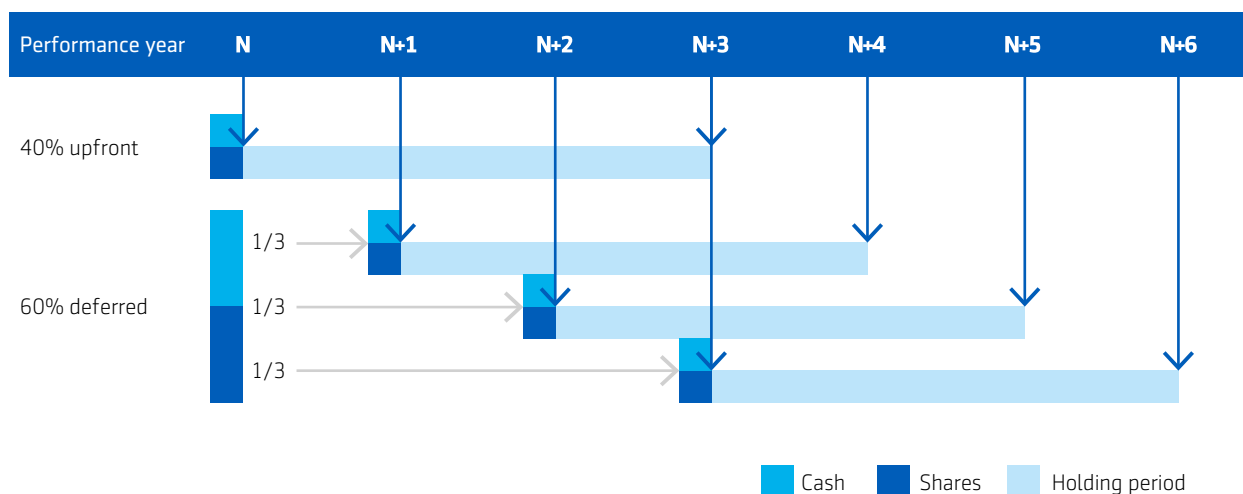 Performance year N N+1 N+2 N+3 N+4 N+5 N+6
40% upfront
1/3
60% deferred 1/3
1/3
Cash Shares Holding period